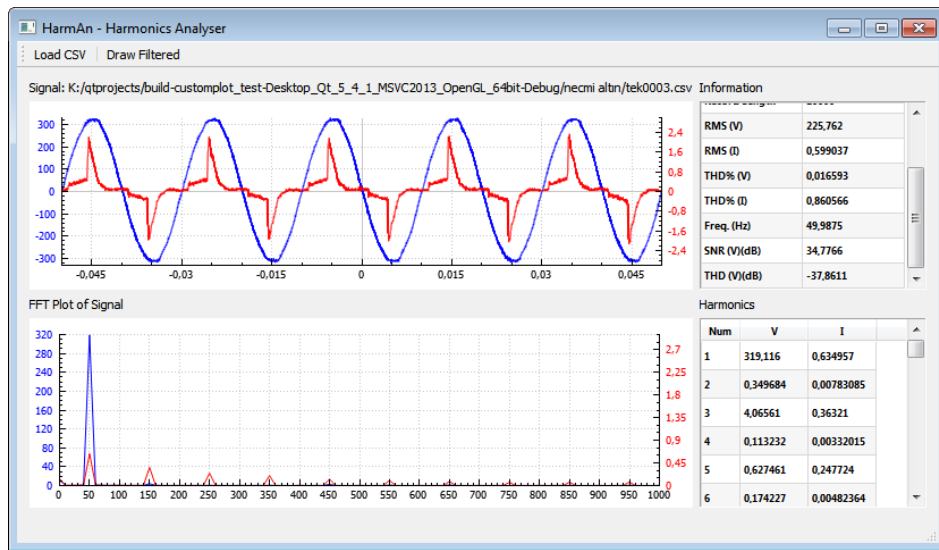 HarmAn - Harmonics Analyser
Load CSV Draw Filtered
Signal: K:/qtprojects/build-customplot_test-Desktop_Qt_5_4_1_MSVC2013_OpenGL_64bit-Debug/necmi altın/tek0003.csv
300
200
100
0
-100
-200
-300
2,4
1,6
0,8
0
-0,8
-1,6
-2,4
-0,045 -0,03 -0,015 0 0,015 0,03 0,045
Information
RMS (V) 225,762
RMS (I) 0,599037
THD% (V) 0,016593
THD% (I) 0,860566
Freq. (Hz) 49,9875
SNR (V)(dB) 34,7766
THD (V)(dB) -37,8611
FFT Plot of Signal
320
280
240
200
160
120
80
40
0
2,7
2,25
1,8
1,35
0,9
0,45
0
0 50 100 150 200 250 300 350 400 450 500 550 600 650 700 750 800 850 900 950 1000
Harmonics
Num V I
1 319,116 0,634957
2 0,349684 0,00783085
3 4,06561 0,36321
4 0,113232 0,00332015
5 0,627461 0,247724
6 0,174227 0,00482364